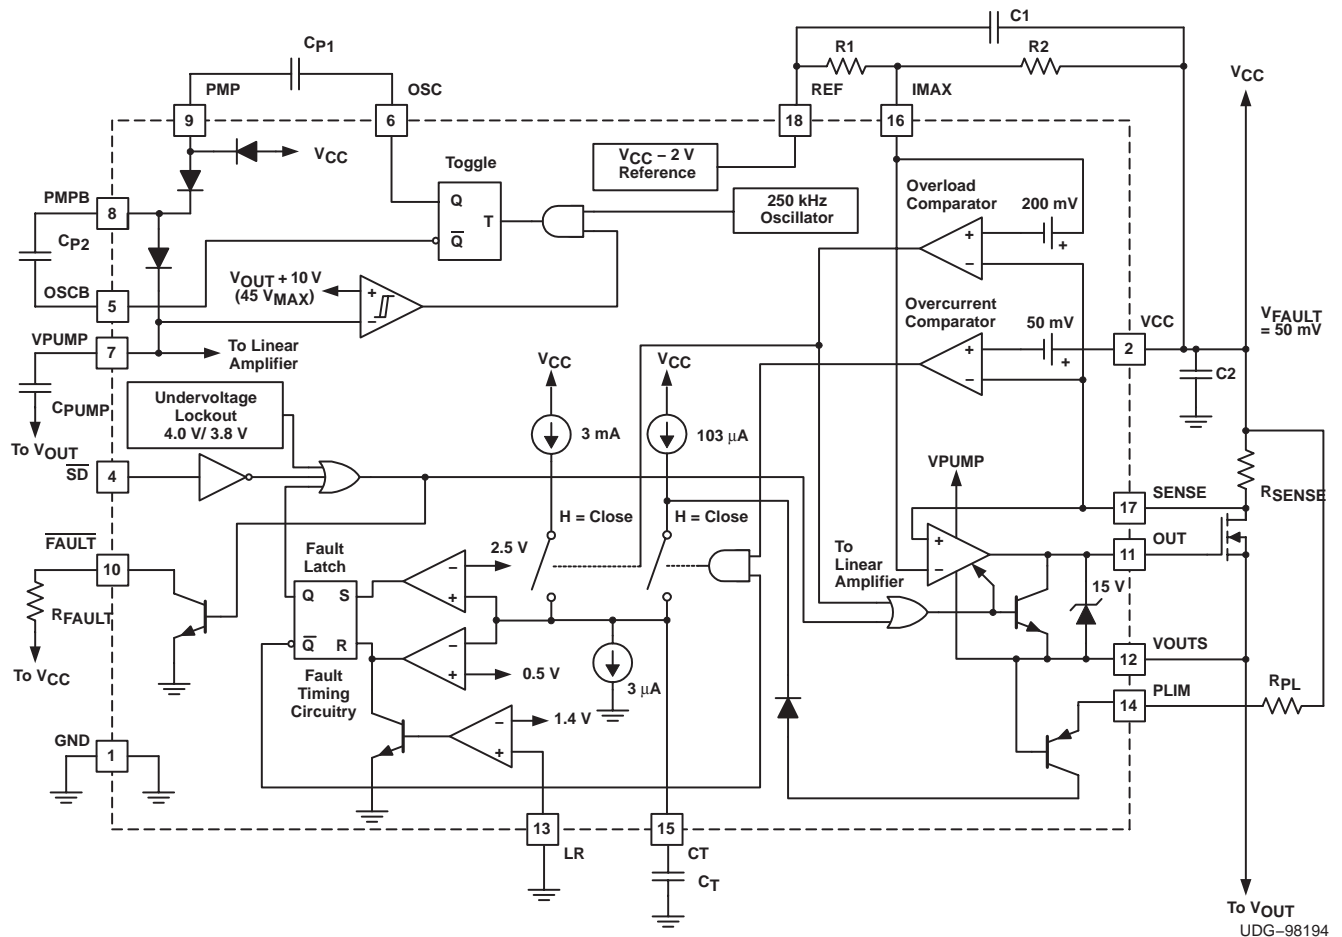 C1
CP1
R1
R2
PMP
OSC
REF
IMAX
VCC
9
6
18
16
VCC
VCC – 2 V
Reference
Toggle
Overload
Comparator
200 mV
PMPB
8
Q
T
Q
250 kHz
Oscillator
+
+
–
CP2
OSCB
5
VOUT + 10 V
(45 VMAX)
+
–
Overcurrent
Comparator
50 mV
VCC
VFAULT
= 50 mV
VPUMP
7
To Linear
Amplifier
+
+
–
2
C2
CPUMP
To VOUT
Undervoltage
Lockout
4.0 V/ 3.8 V
VCC
VCC
3 mA
103 µA
VPUMP
SD
4
SENSE
17
RSENSE
H = Close
H = Close
FAULT
10
Fault
Latch
2.5 V
–
+
To
Linear
Amplifier
+
–
OUT
11
RFAULT
To VCC
Q
S
Q
R
–
+
0.5 V
15 V
VOUTS
12
Fault
Timing
Circuitry
3 µA
PLIM
14
RPL
GND
1
–
+
1.4 V
13
LR
15
CT
CT
To VOUT
UDG–98194